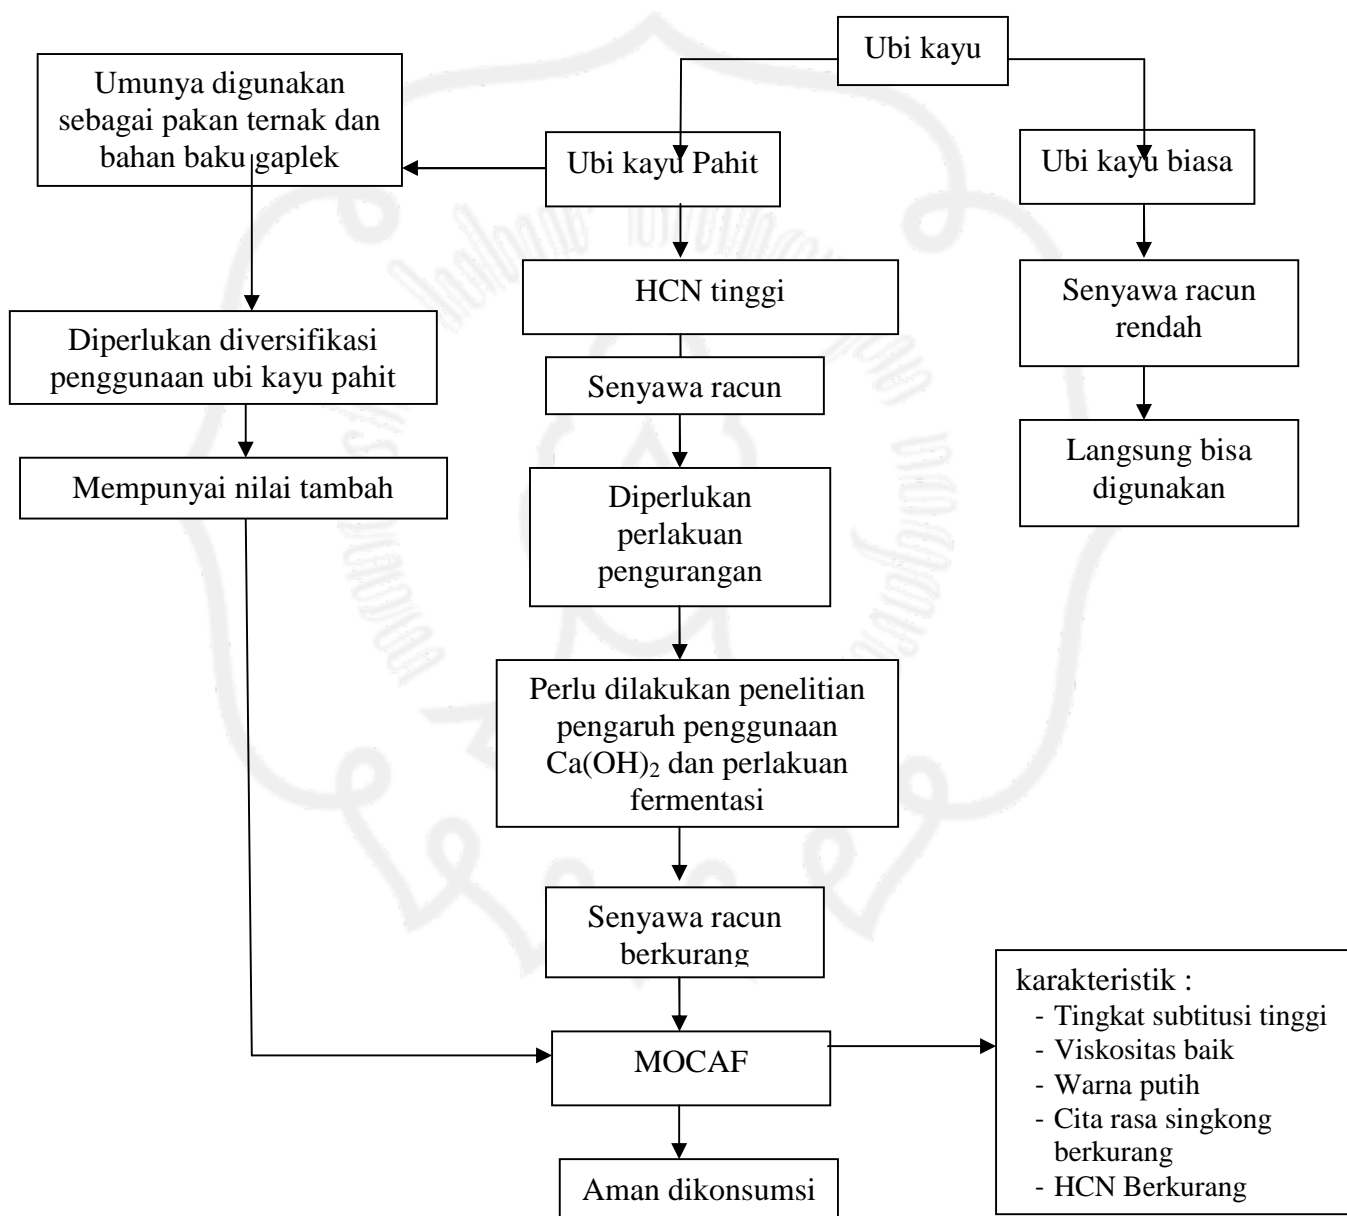 Ubi kayu
Umunya digunakan
sebagai pakan ternak dan
bahan baku gaplek
Ubi kayu Pahit
Ubi kayu biasa
HCN tinggi
Senyawa racun
rendah
Diperlukan diversifikasi
penggunaan ubi kayu pahit
Senyawa racun
Langsung bisa
digunakan
Mempunyai nilai tambah
Diperlukan
perlakuan
pengurangan
Perlu dilakukan penelitian
pengaruh penggunaan
Ca(OH)₂ dan perlakuan
fermentasi
Senyawa racun
berkurang
MOCAF
karakteristik :
- Tingkat subtitusi tinggi
- Viskositas baik
- Warna putih
- Cita rasa singkong
berkurang
- HCN Berkurang
Aman dikonsumsi